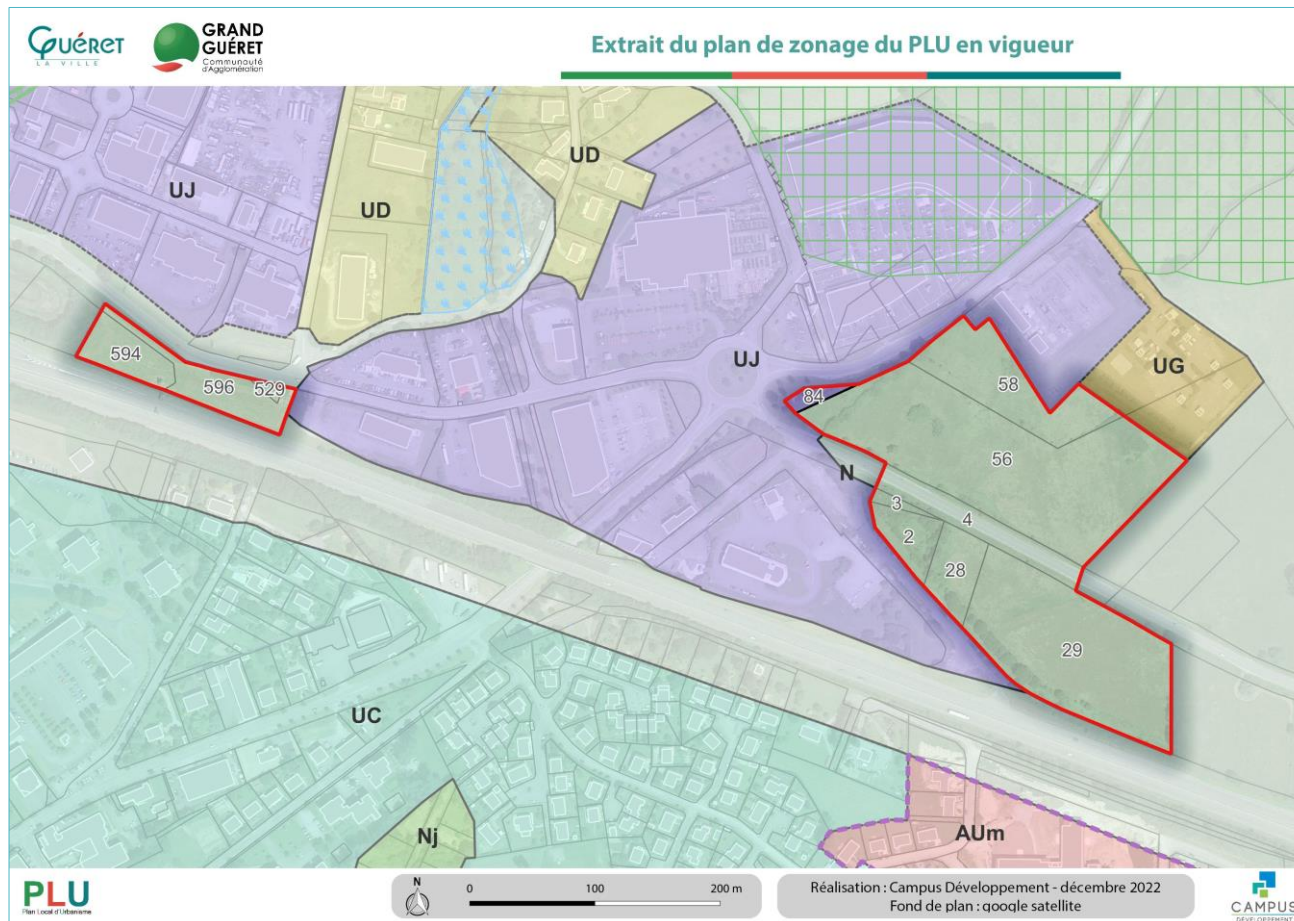 GUÉRET
LA VILLE
GRAND
GUÉRET
Communauté
d'Agglomération
Extrait du plan de zonage du PLU en vigueur
UD
UJ
UD
UJ
UG
594
596
529
84
58
56
N
3
4
2
28
29
UC
Nj
AUm
PLU
Plan Local d'Urbanisme
N
0
100
200 m
Réalisation : Campus Développement - décembre 2022
Fond de plan : google satellite
CAMPUS
DÉVELOPPEMENT